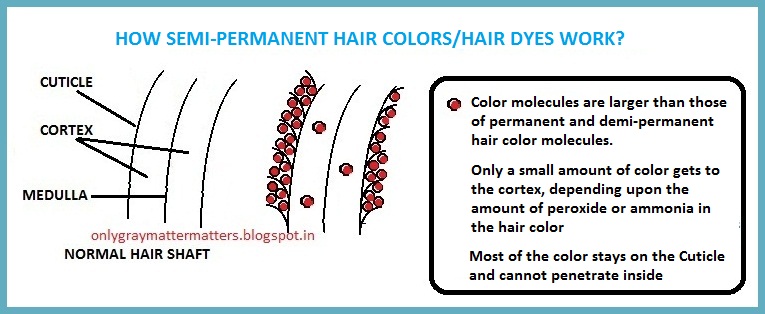 HOW SEMI-PERMANENT HAIR COLORS/HAIR DYES WORK?
CUTICLE
CORTEX
MEDULLA
onlygraymattermatters.blogspot.in
NORMAL HAIR SHAFT
Color molecules are larger than those
of permanent and demi-permanent
hair color molecules.
Only a small amount of color gets to
the cortex, depending upon the
amount of peroxide or ammonia in
the hair color
Most of the color stays on the Cuticle
and cannot penetrate inside